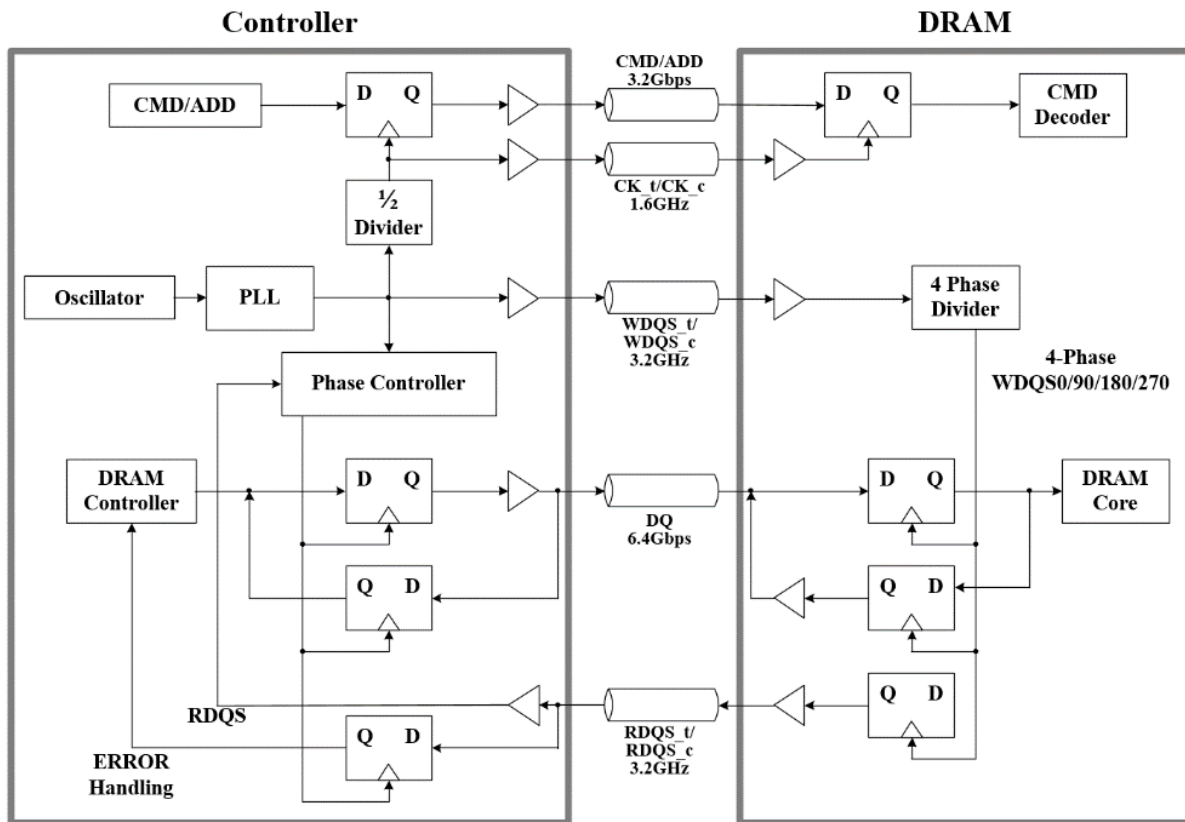 Controller
DRAM
CMD/ADD
D Q
CMD/ADD
3.2Gbps
D Q
CMD
Decoder
CK_t/CK_c
1.6GHz
½
Divider
Oscillator
PLL
WDQS_t/
WDQS_c
3.2GHz
4 Phase
Divider
4-Phase
WDQS0/90/180/270
Phase Controller
DRAM
Controller
D Q
DQ
6.4Gbps
D Q
DRAM
Core
Q D
Q D
RDQS
RDQS_t/
RDQS_c
3.2GHz
Q D
Q D
ERROR
Handling